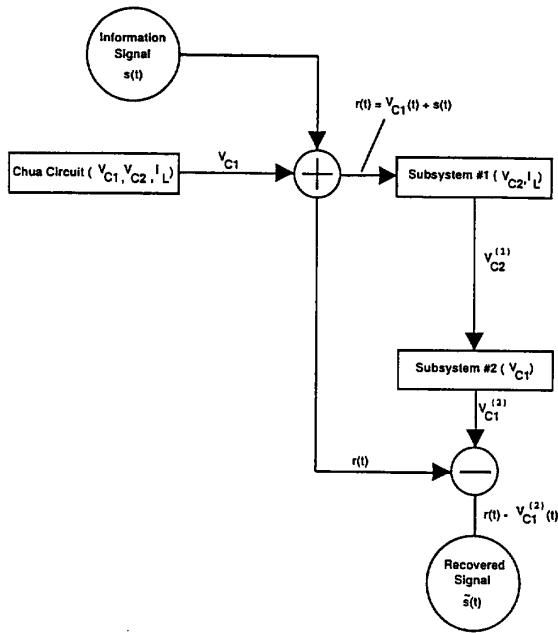 Information
Signal
s(t)
r(t) = V_C1(t) + s(t)
Chua Circuit ( V_C1, V_C2, I_L)
V_C1
+
Subsystem #1 ( V_C2, I_L)
V_C2^(1)
Subsystem #2 ( V_C1)
V_C1^(2)
r(t)
—
r(t) - V_C1^(2)(t)
Recovered
Signal
s̃(t)